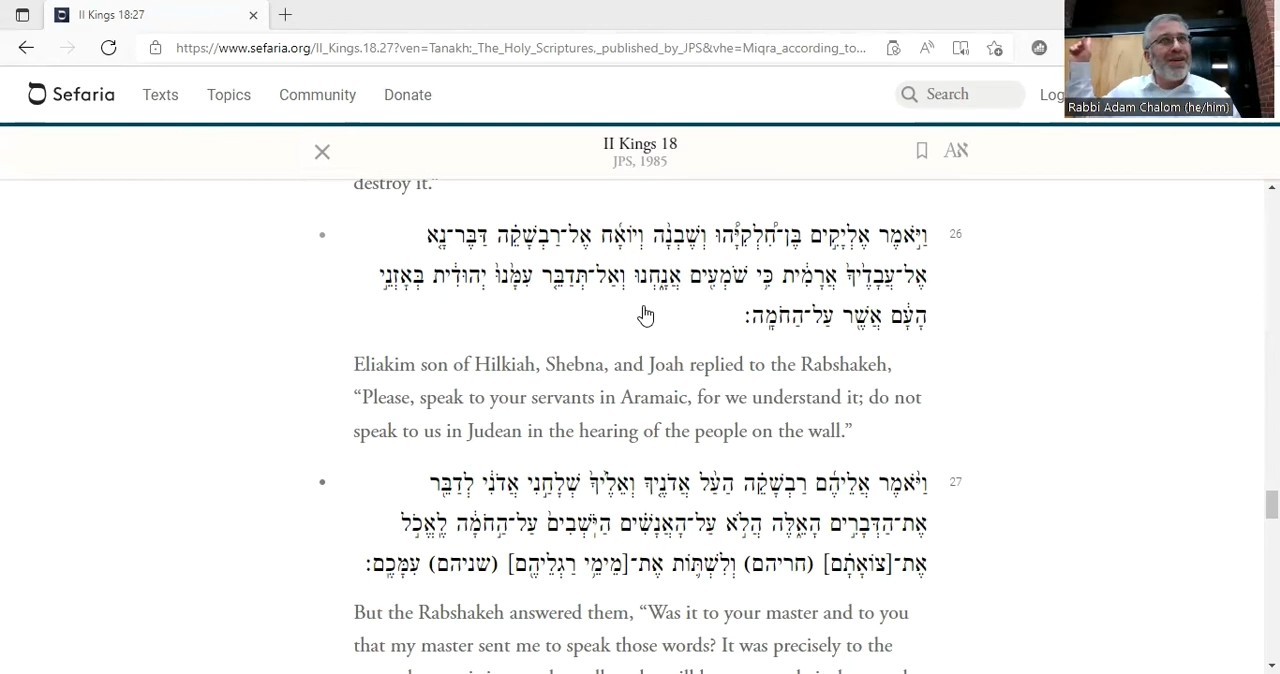 II Kings 18:27
https://www.sefaria.org/II_Kings.18.27?ven=Tanakh:_The_Holy_Scriptures,_published_by_JPS&vhe=Miqra_according_to...
Sefaria Texts Topics Community Donate Search Log
Rabbi Adam Chalom (he/him)
II Kings 18
JPS, 1985
destroy it.”
וַיֹּ֣אמֶר אֶלְיָקִ֣ים בֶּן־חִ֠לְקִיָּ֠הוּ וְשֶׁבְנָ֨ה וְיוֹאָ֜ח אֶל־רַבְשָׁקֵ֗ה דַּבֶּר־נָ֤א
26
אֶל־עֲבָדֶ֙יךָ֙ אֲרָמִ֔ית כִּ֥י שֹׁמְעִ֖ים אֲנָ֑חְנוּ וְאַל־תְּדַבֵּ֤ר עִמָּ֙נוּ֙ יְהוּדִ֔ית בְּאׇזְנֵ֣י
הָעָ֔ם אֲשֶׁ֖ר עַל־הַחֹמָֽה׃
Eliakim son of Hilkiah, Shebna, and Joah replied to the Rabshakeh,
“Please, speak to your servants in Aramaic, for we understand it; do not
speak to us in Judean in the hearing of the people on the wall.”
וַיֹּ֨אמֶר אֲלֵיהֶ֜ם רַבְשָׁקֵ֗ה הַעַ֨ל אֲדֹנֶ֤יךָ וְאֵלֶ֙יךָ֙ שְׁלָחַ֣נִי אֲדֹנִ֔י לְדַבֵּ֖ר
27
אֶת־הַדְּבָרִ֣ים הָאֵ֑לֶּה הֲלֹ֣א עַל־הָאֲנָשִׁ֗ים הַיֹּֽשְׁבִים֙ עַל־הַ֣חֹמָ֔ה לֶאֱכֹ֣ל
אֶת־[צוֹאָתָ֗ם] (חריהם) וְלִשְׁתּ֛וֹת אֶת־[מֵימֵ֥י רַגְלֵיהֶ֖ם] (שניהם) עִמָּכֶֽם׃
But the Rabshakeh answered them, “Was it to your master and to you
that my master sent me to speak those words? It was precisely to the